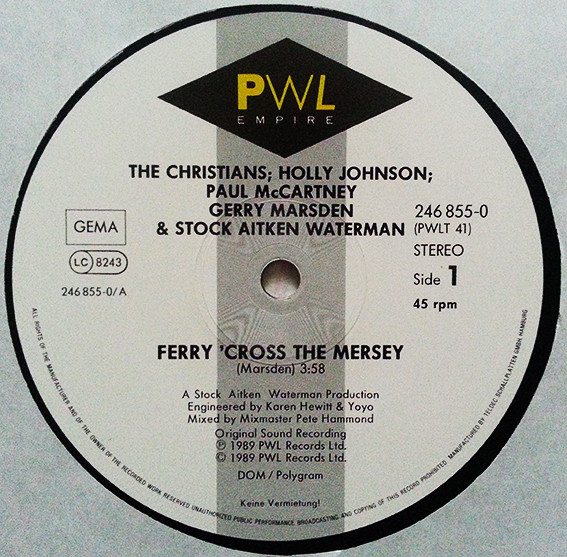 PWL
EMPIRE
THE CHRISTIANS; HOLLY JOHNSON;
PAUL McCARTNEY
GERRY MARSDEN
& STOCK AITKEN WATERMAN
GEMA
LC 8243
246 855-0/A
246 855-0
(PWLT 41)
STEREO
Side 1
45 rpm
FERRY 'CROSS THE MERSEY
(Marsden) 3:58
A Stock Aitken Waterman Production
Engineered by Karen Hewitt & Yoyo
Mixed by Mixmaster Pete Hammond
Original Sound Recording
℗ 1989 PWL Records Ltd.
© 1989 PWL Records Ltd.
DOM / Polygram
Keine Vermietung!
ALL RIGHTS OF THE MANUFACTURER AND OF THE OWNER OF THE RECORDED WORK RESERVED UNAUTHORIZED PUBLIC PERFORMANCE BROADCASTING AND COPYING OF THIS RECORD PROHIBITED. MANUFACTURED BY TELDEC SCHALLPLATTEN GMBH HAMBURG